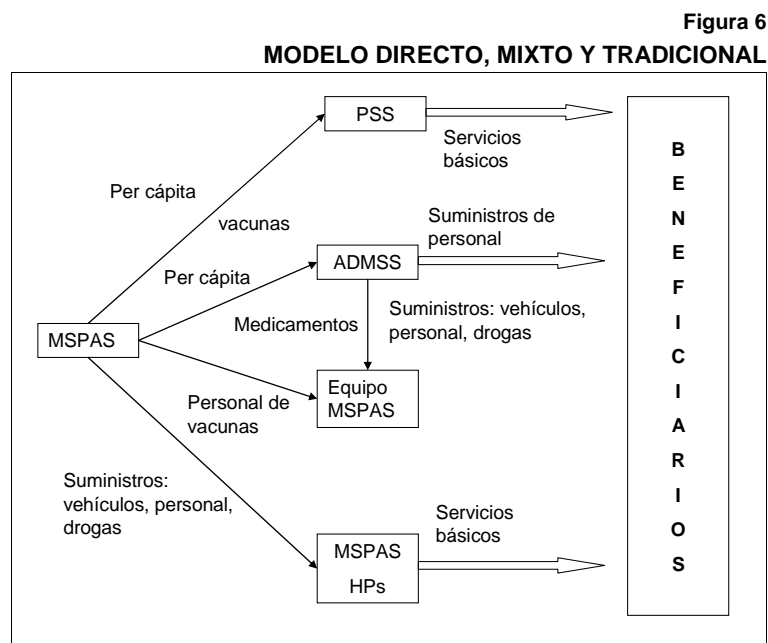 Figura 6
MODELO DIRECTO, MIXTO Y TRADICIONAL
PSS
Servicios
básicos
Per cápita
vacunas
Suministros de
personal
ADMSS
Per cápita
Medicamentos
Suministros: vehículos,
personal, drogas
MSPAS
Equipo
MSPAS
Personal de
vacunas
Suministros:
vehículos, personal,
drogas
Servicios
básicos
MSPAS
HPs
B
E
N
E
F
I
C
I
A
R
I
O
S